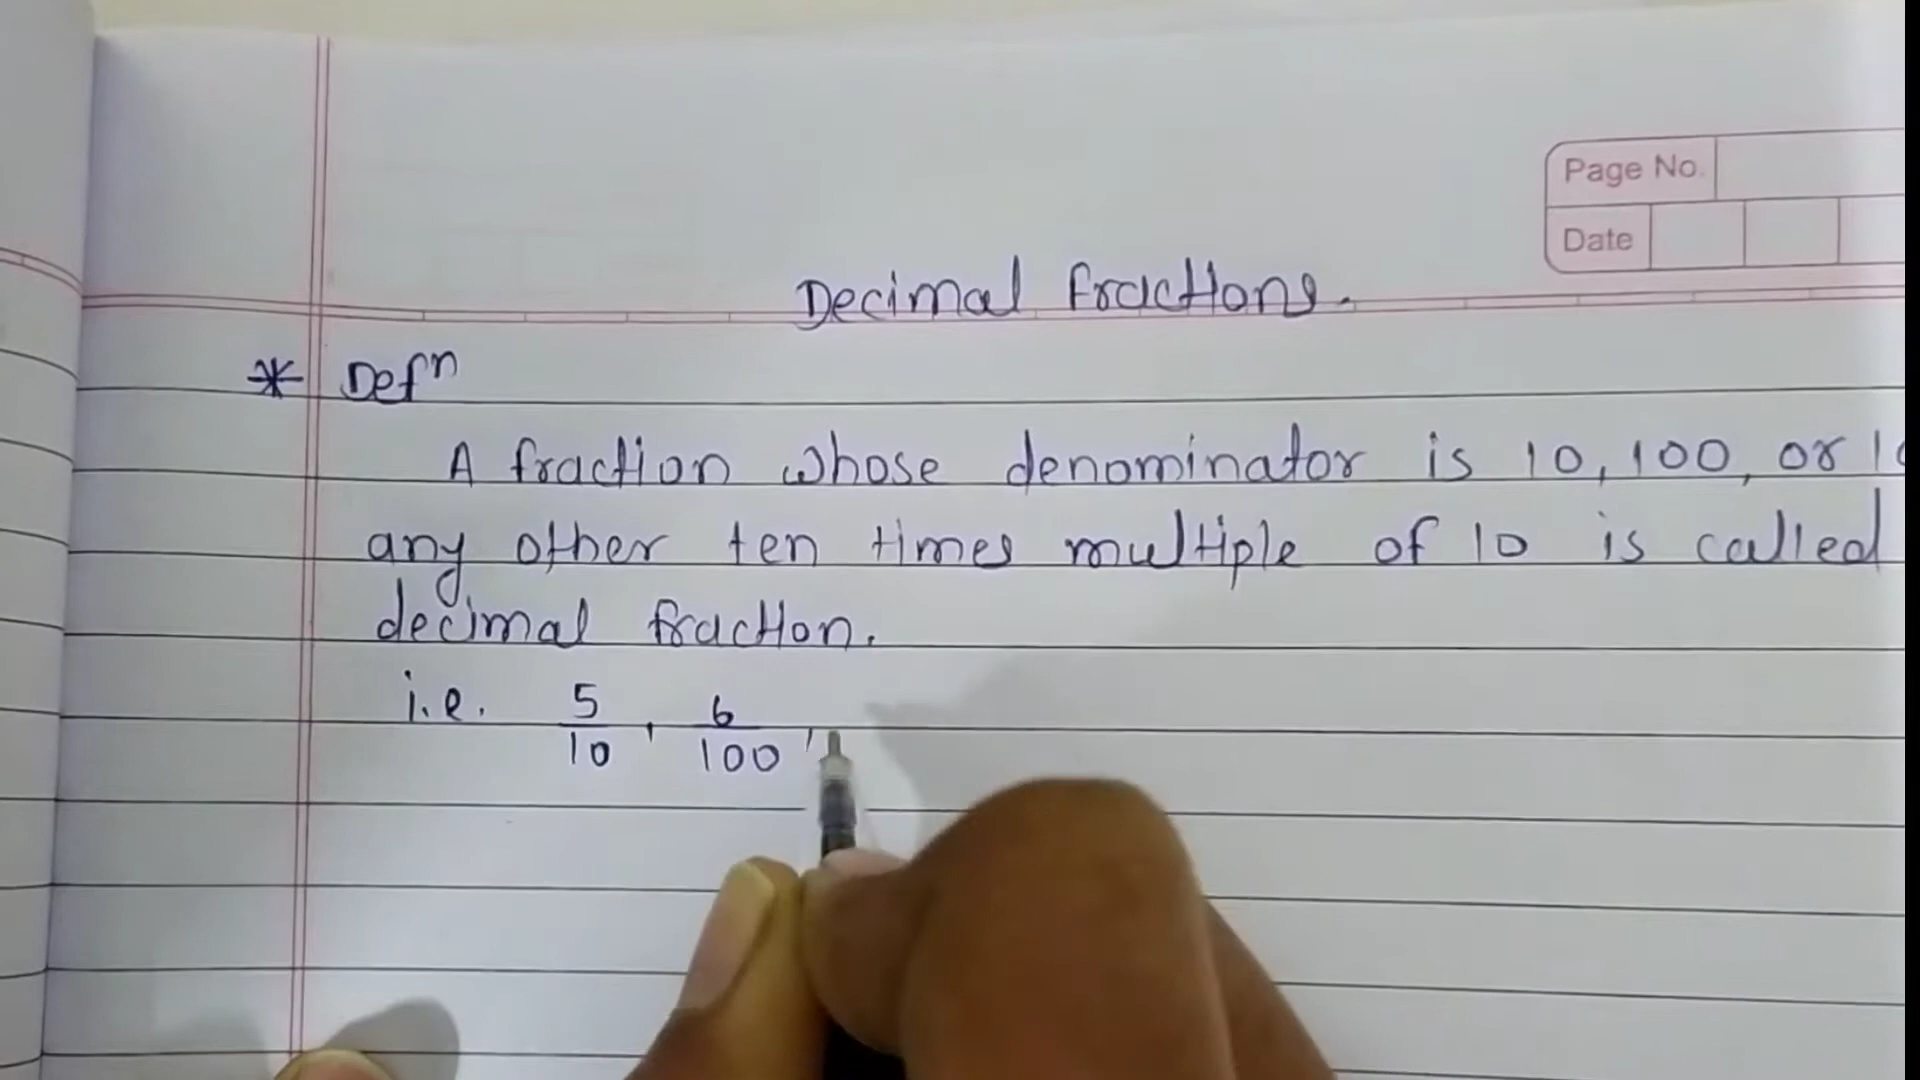 Page No.
Date
Decimal fractions.
* Defn
A fraction whose denominator is 10, 100, or
any other ten times multiple of 10 is called
decimal fraction.
i.e. 5/10, 6/100,